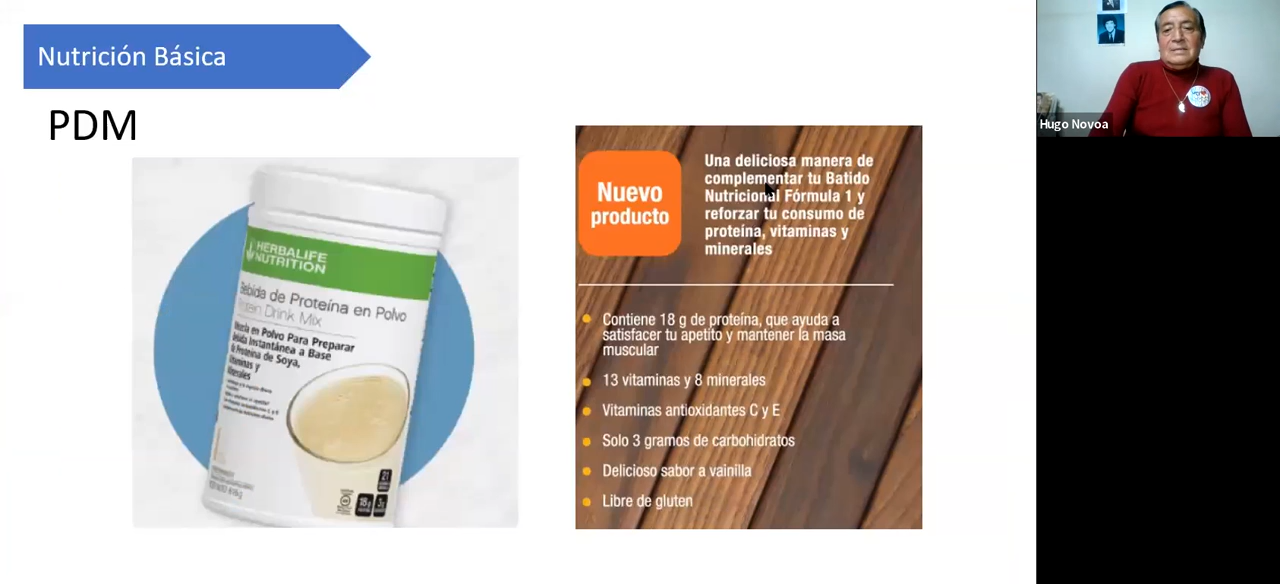 Nutrición Básica
PDM
HERBALIFE
NUTRITION
Bebida de Proteína en Polvo
Protein Drink Mix
Mezcla en Polvo Para Preparar
Bebida Instantánea a Base
de Proteína de Soya,
Vitaminas y
Minerales
21
18g
3g
Nuevo
producto
Una deliciosa manera de
complementar tu Batido
Nutricional Fórmula 1 y
reforzar tu consumo de
proteína, vitaminas y
minerales
Contiene 18 g de proteína, que ayuda a
satisfacer tu apetito y mantener la masa
muscular
13 vitaminas y 8 minerales
Vitaminas antioxidantes C y E
Solo 3 gramos de carbohidratos
Delicioso sabor a vainilla
Libre de gluten
Hugo Novoa